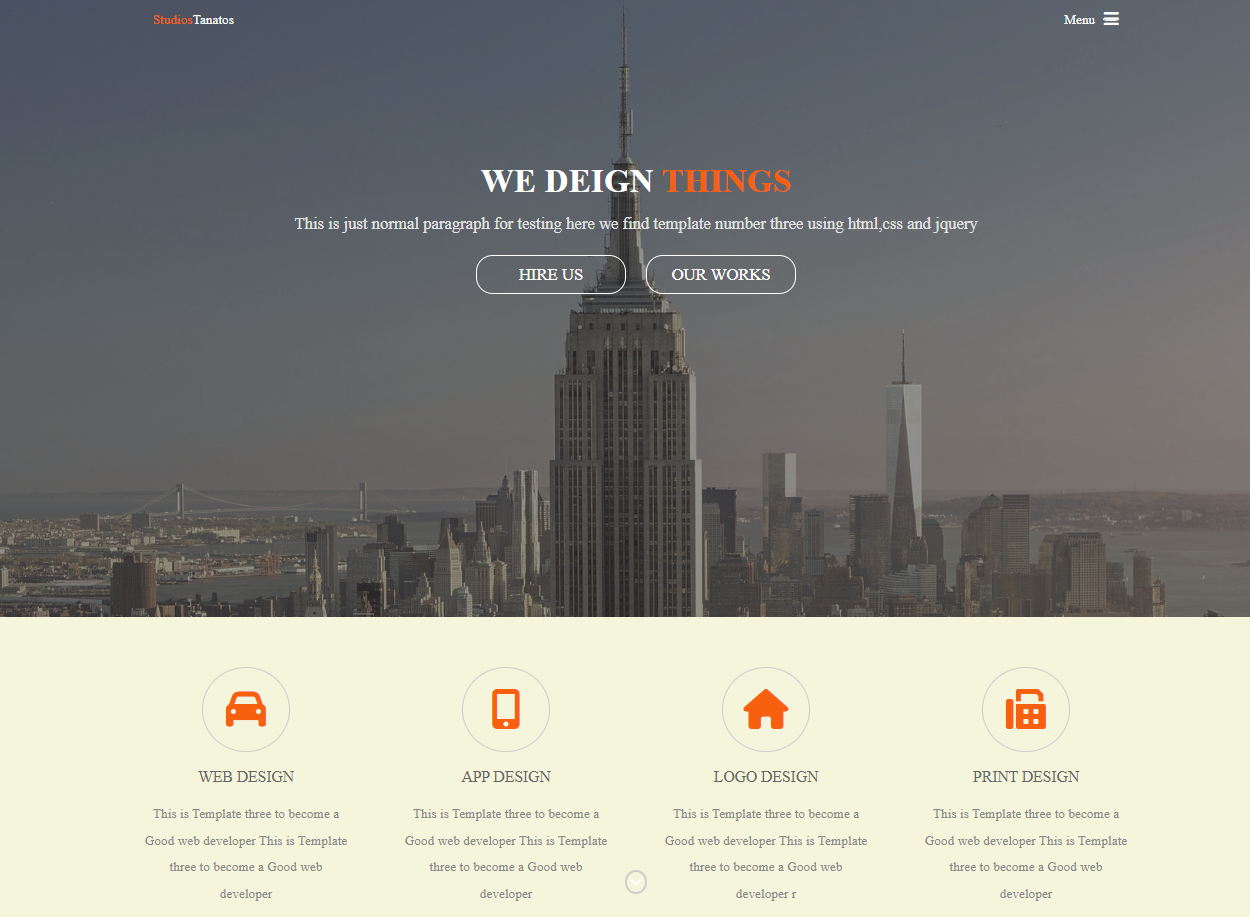 StudiosTanatos
Menu
WE DEIGN THINGS
This is just normal paragraph for testing here we find template number three using html,css and jquery
HIRE US
OUR WORKS
WEB DESIGN
This is Template three to become a
Good web developer This is Template
three to become a Good web
developer
APP DESIGN
This is Template three to become a
Good web developer This is Template
three to become a Good web
developer
LOGO DESIGN
This is Template three to become a
Good web developer This is Template
three to become a Good web
developer r
PRINT DESIGN
This is Template three to become a
Good web developer This is Template
three to become a Good web
developer